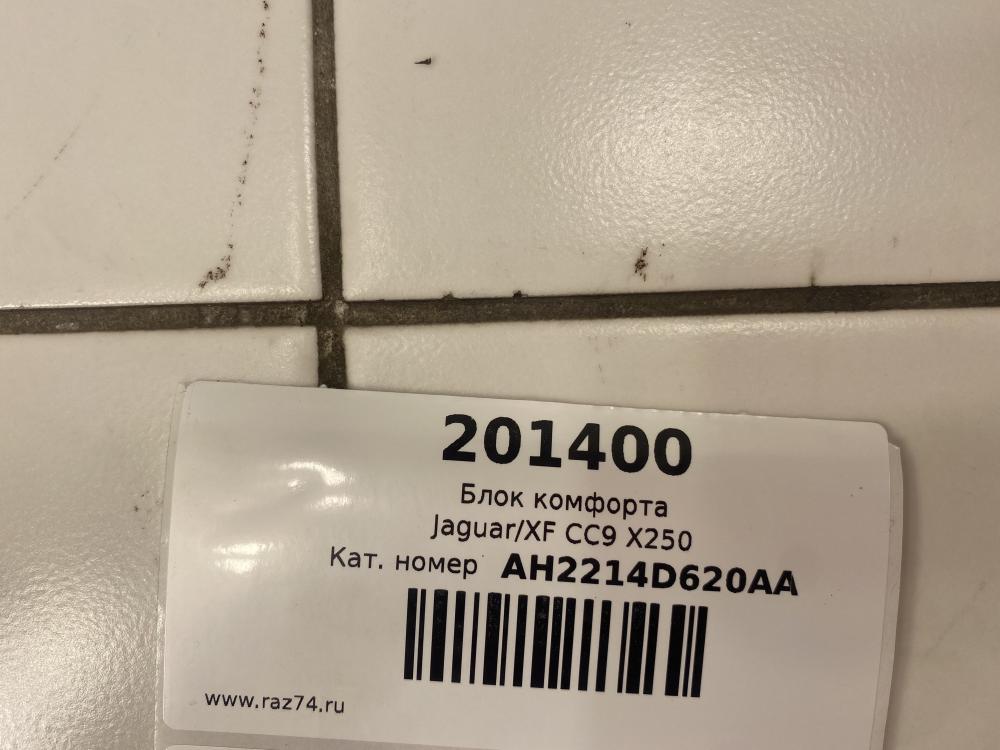 201400
Блок комфорта
Jaguar/XF CC9 X250
Кат. номер AH2214D620AA
www.raz74.ru